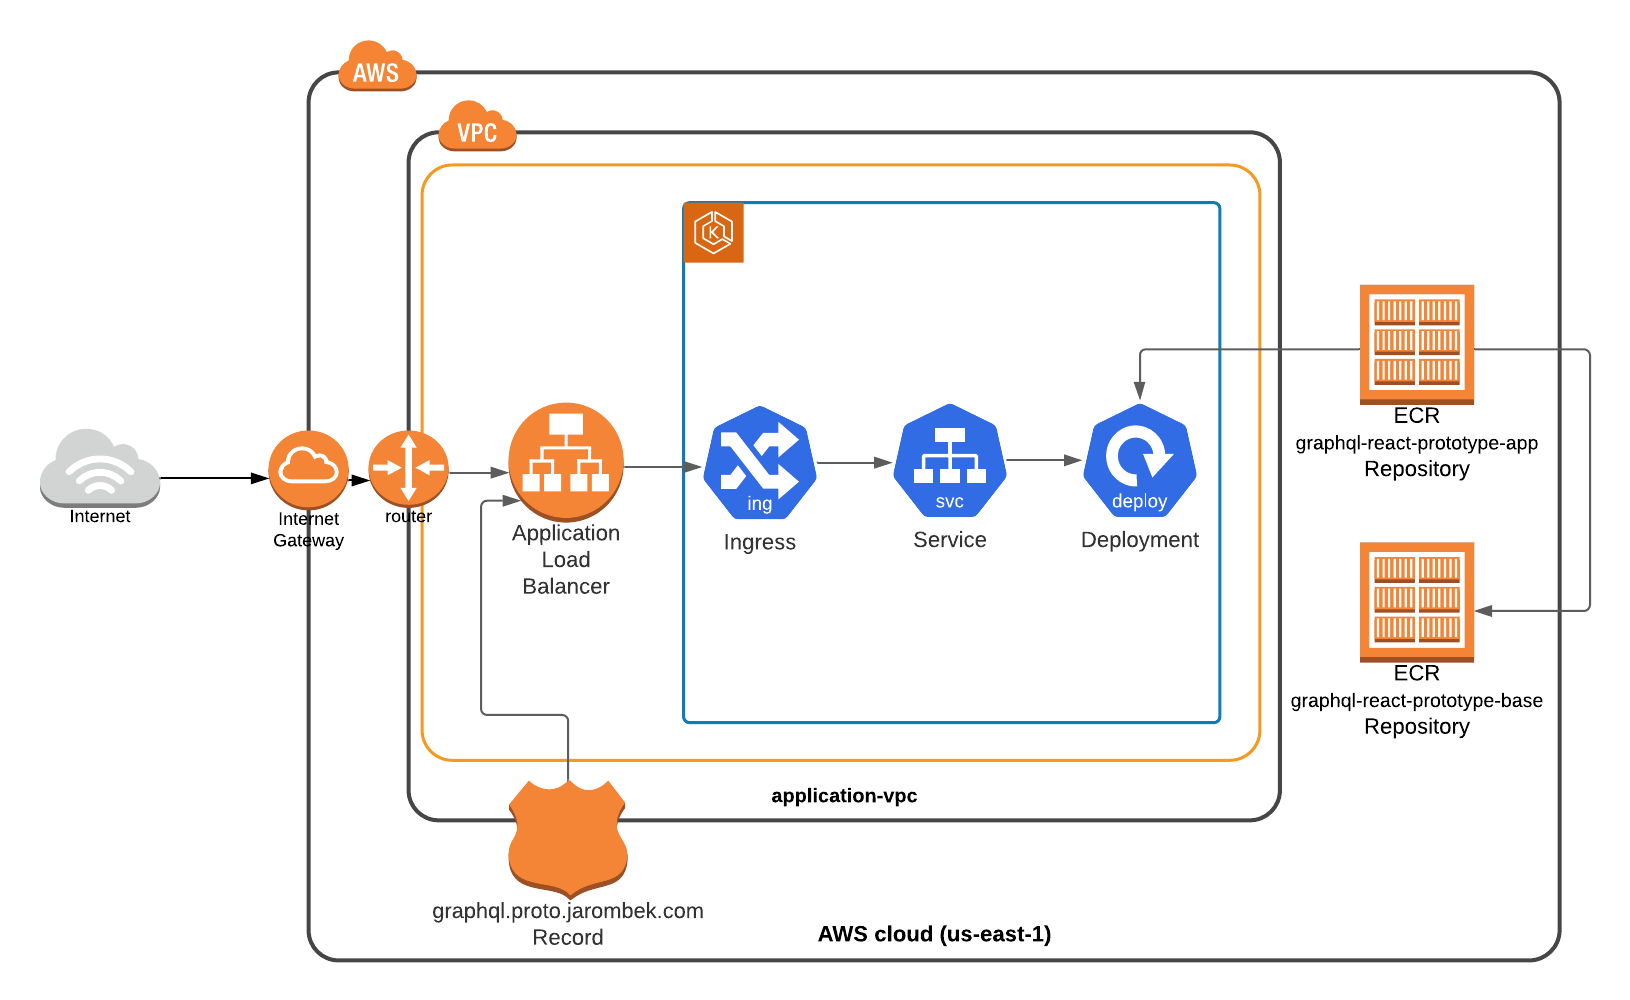 AWS
VPC
K
Internet
Internet
Gateway
router
Application
Load
Balancer
ing
Ingress
svc
Service
deploy
Deployment
ECR
graphql-react-prototype-app
Repository
ECR
graphql-react-prototype-base
Repository
application-vpc
graphql.proto.jarombek.com
Record
AWS cloud (us-east-1)